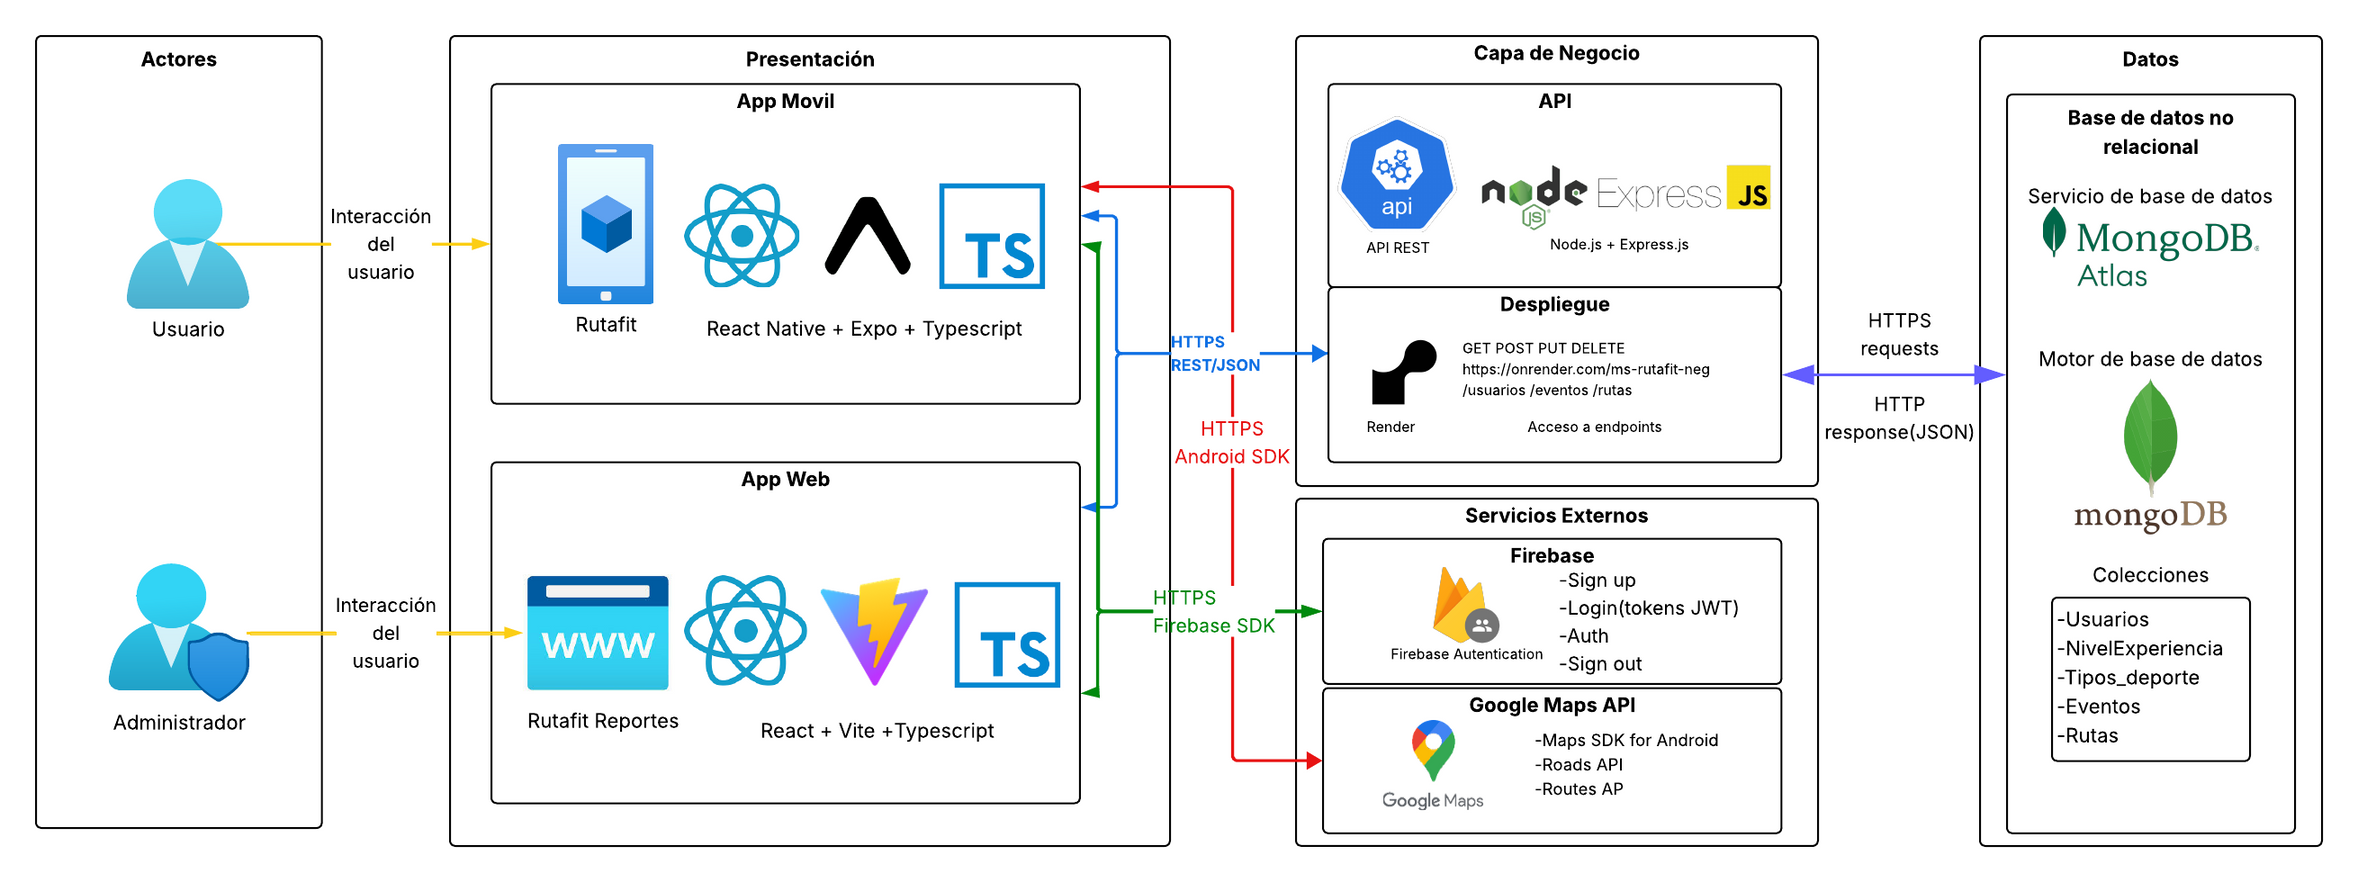 Actores
Usuario
Administrador
Interacción
del
usuario
Interacción
del
usuario
Presentación
App Movil
Rutafit
TS
React Native + Expo + Typescript
App Web
WWW
TS
Rutafit Reportes
React + Vite +Typescript
HTTPS
REST/JSON
HTTPS
Android SDK
HTTPS
Firebase SDK
Capa de Negocio
API
api
API REST
node
JS
Express
JS
Node.js + Express.js
Despliegue
GET POST PUT DELETE
https://onrender.com/ms-rutafit-neg
/usuarios /eventos /rutas
Render
Acceso a endpoints
Servicios Externos
Firebase
-Sign up
-Login(tokens JWT)
-Auth
-Sign out
Firebase Autentication
Google Maps API
-Maps SDK for Android
-Roads API
-Routes AP
Google Maps
HTTPS
requests
HTTP
response(JSON)
Datos
Base de datos no
relacional
Servicio de base de datos
MongoDB.
Atlas
Motor de base de datos
mongoDB
Colecciones
-Usuarios
-NivelExperiencia
-Tipos_deporte
-Eventos
-Rutas